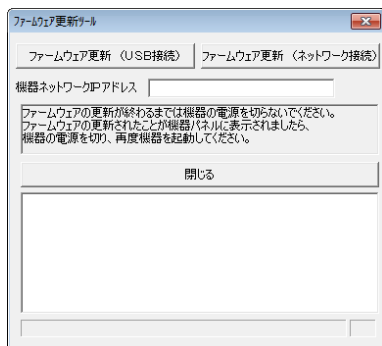 ファームウェア更新ツール
ファームウェア更新 (USB接続)
ファームウェア更新 (ネットワーク接続)
機器ネットワークIPアドレス
ファームウェアの更新が終わるまでは機器の電源を切らないでください。
ファームウェアの更新されたことが機器パネルに表示されましたら、
機器の電源を切り、再度機器を起動してください。
閉じる